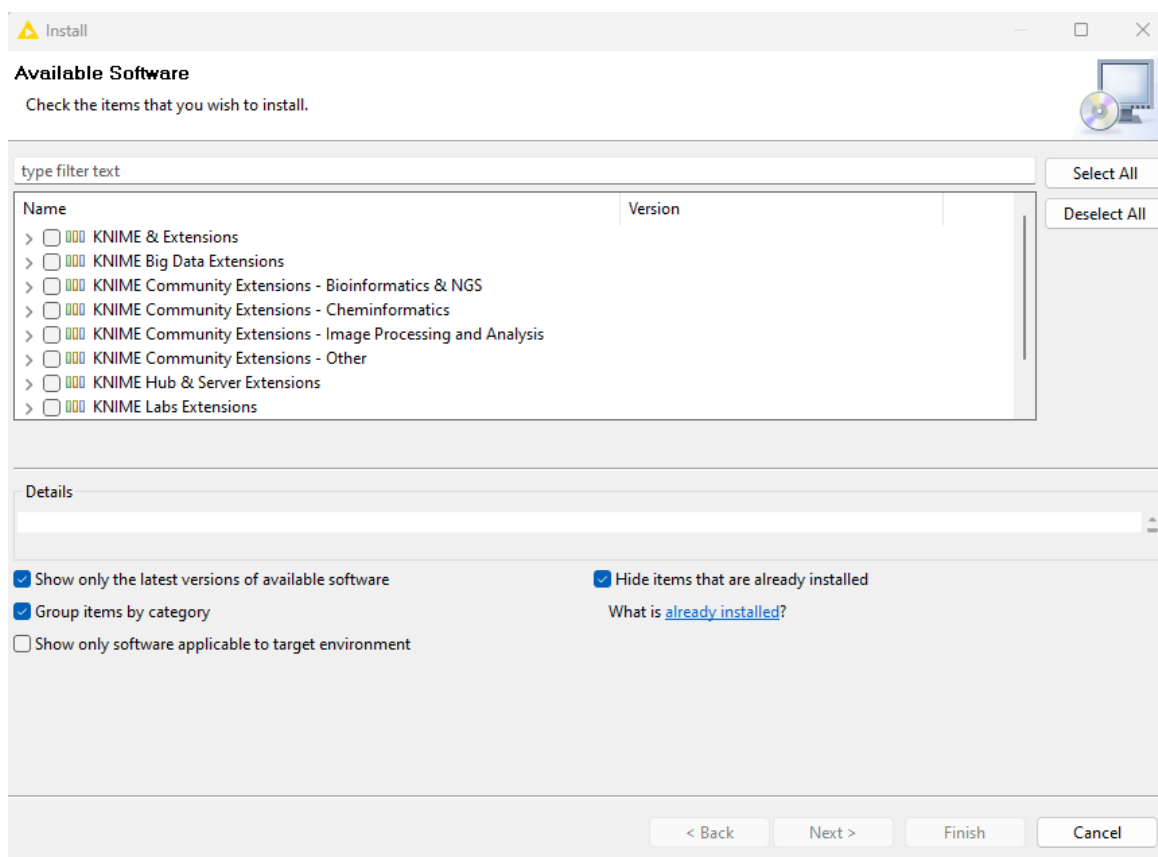 Install
Available Software
Check the items that you wish to install.
type filter text
Select All
Name Version
Deselect All
KNIME & Extensions
KNIME Big Data Extensions
KNIME Community Extensions - Bioinformatics & NGS
KNIME Community Extensions - Cheminformatics
KNIME Community Extensions - Image Processing and Analysis
KNIME Community Extensions - Other
KNIME Hub & Server Extensions
KNIME Labs Extensions
Details
Show only the latest versions of available software Hide items that are already installed
Group items by category What is already installed?
Show only software applicable to target environment
< Back Next > Finish Cancel